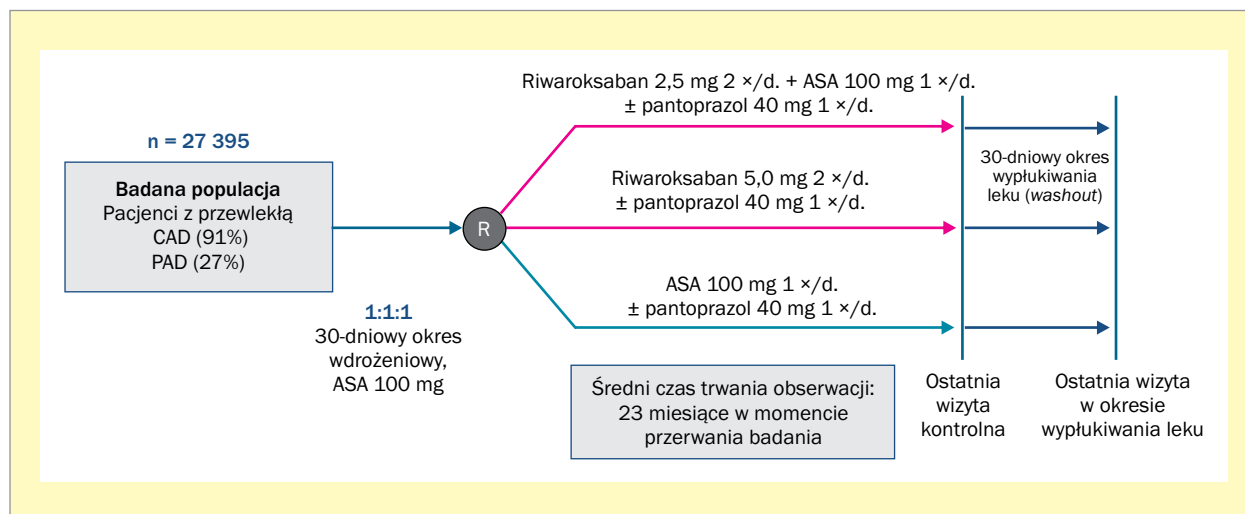 n = 27 395
Badana populacja
Pacjenci z przewlekłą
CAD (91%)
PAD (27%)
1:1:1
30-dniowy okres
wdrożeniowy,
ASA 100 mg
R
Riwaroksaban 2,5 mg 2 ×/d. + ASA 100 mg 1 ×/d.
± pantoprazol 40 mg 1 ×/d.
Riwaroksaban 5,0 mg 2 ×/d.
± pantoprazol 40 mg 1 ×/d.
ASA 100 mg 1 ×/d.
± pantoprazol 40 mg 1 ×/d.
30-dniowy okres
wypłukiwania
leku (washout)
Średni czas trwania obserwacji:
23 miesiące w momencie
przerwania badania
Ostatnia
wizyta
kontrolna
Ostatnia wizyta
w okresie
wypłukiwania leku